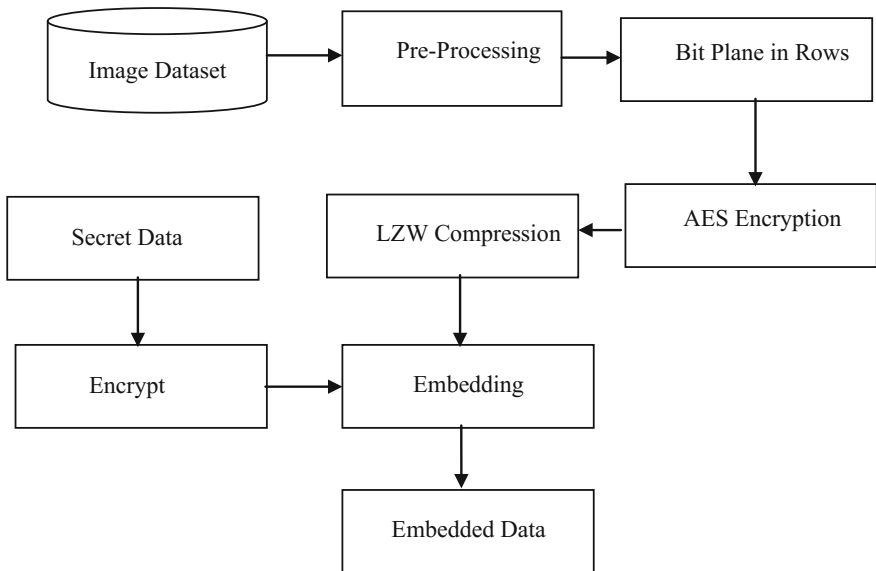 Image Dataset
Pre-Processing
Bit Plane in Rows
Secret Data
LZW Compression
AES Encryption
Encrypt
Embedding
Embedded Data